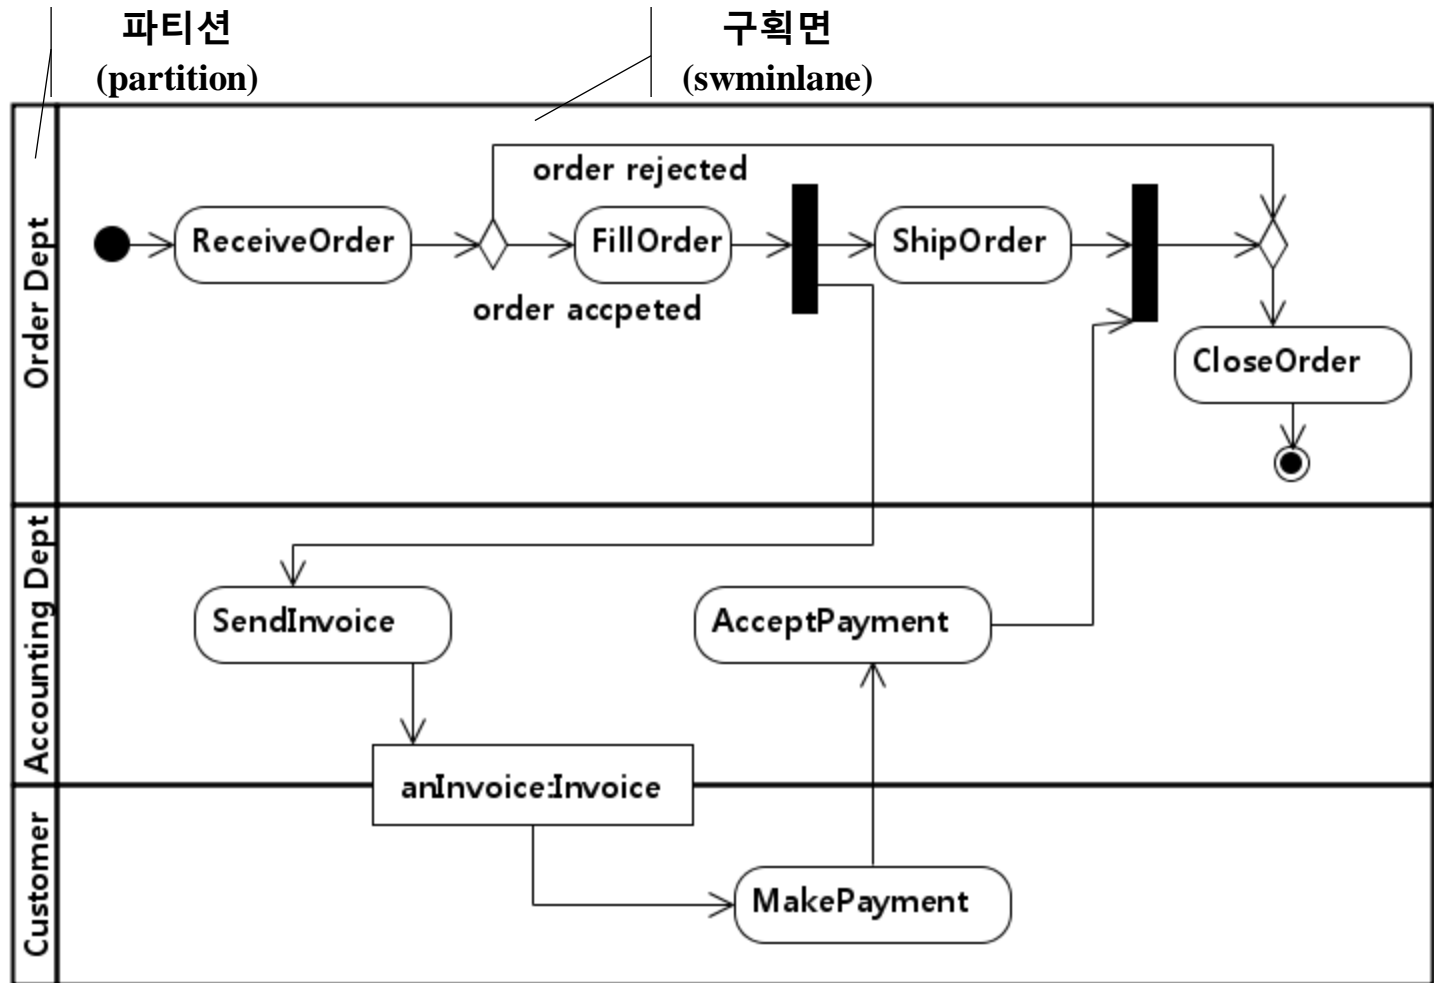 파티션
(partition)
구획면
(swminlane)
Order Dept
order rejected
ReceiveOrder
FillOrder
ShipOrder
order accpeted
CloseOrder
Accounting Dept
SendInvoice
AcceptPayment
anInvoice:Invoice
Customer
MakePayment